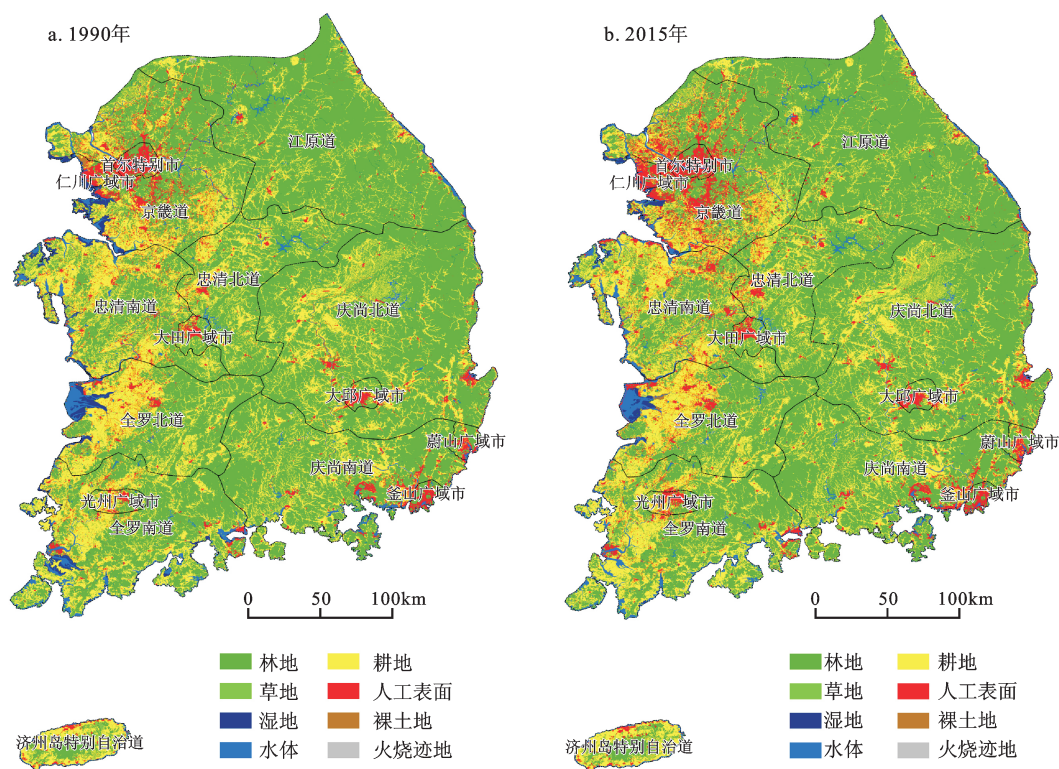 a. 1990年
江原道
首尔特别市
仁川广域市
京畿道
忠清北道
忠清南道
庆尚北道
大田广域市
大邱广域市
全罗北道
蔚山广域市
庆尚南道
釜山广域市
光州广域市
全罗南道
0 50 100km
林地 耕地
草地 人工表面
湿地 裸土地
水体 火烧迹地
济州岛特别自治道
b. 2015年
江原道
首尔特别市
仁川广域市
京畿道
忠清北道
忠清南道
庆尚北道
大田广域市
大邱广域市
全罗北道
蔚山广域市
庆尚南道
釜山广域市
光州广域市
全罗南道
0 50 100km
林地 耕地
草地 人工表面
湿地 裸土地
水体 火烧迹地
济州岛特别自治道